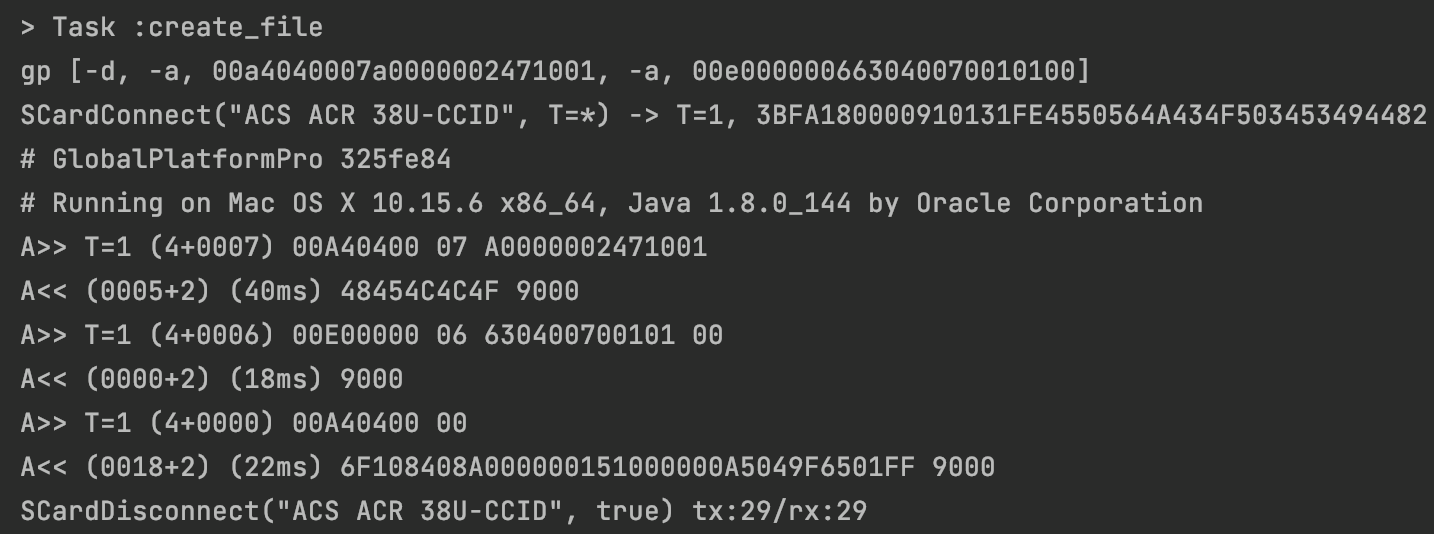 > Task :create_file
gp [-d, -a, 00a4040007a0000002471001, -a, 00e0000006630400700101​00]
SCardConnect("ACS ACR 38U-CCID", T=*) -> T=1, 3BFA180000910131FE4550564A434F503453494482
# GlobalPlatformPro 325fe84
# Running on Mac OS X 10.15.6 x86_64, Java 1.8.0_144 by Oracle Corporation
A>> T=1 (4+0007) 00A40400 07 A0000002471001
A<< (0005+2) (40ms) 48454C4C4F 9000
A>> T=1 (4+0006) 00E00000 06 630400700101 00
A<< (0000+2) (18ms) 9000
A>> T=1 (4+0000) 00A40400 00
A<< (0018+2) (22ms) 6F108408A000000151000000A5049F6501FF 9000
SCardDisconnect("ACS ACR 38U-CCID", true) tx:29/rx:29